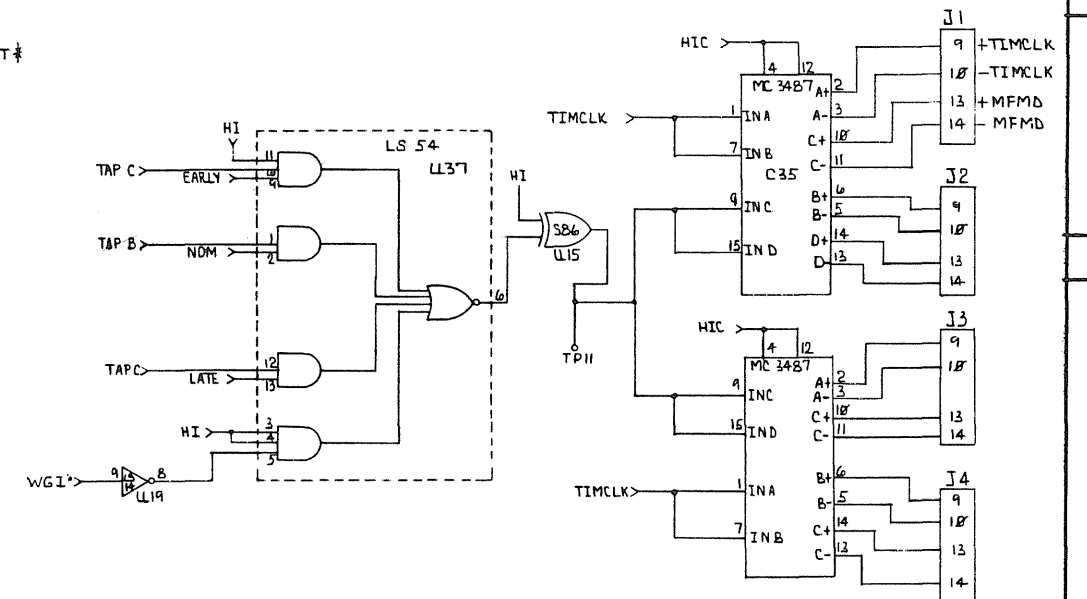 T#
HI
TAP C
EARLY
11
10
9
LS 54
U37
TAP B
NOM
1
2
TAPC
LATE
12
13
HI
3
4
5
WGI
9
8
U19
6
HI
S86
U15
TP11
HIC
4
12
MC 3487
C35
TIMCLK
1
INA
7
INB
9
INC
15
IND
A+
2
A-
3
C+
10
C-
11
B+
6
B-
5
D+
14
D-
13
J1
9
+TIMCLK
10
-TIMCLK
13
+MFMD
14
- MFMD
J2
9
10
13
14
HIC
4
12
MC 3487
9
INC
15
IND
TIMCLK
1
INA
7
INB
A+
2
A-
3
C+
10
C-
11
B+
6
B-
5
C+
14
C-
13
J3
9
10
13
14
J4
9
10
13
14